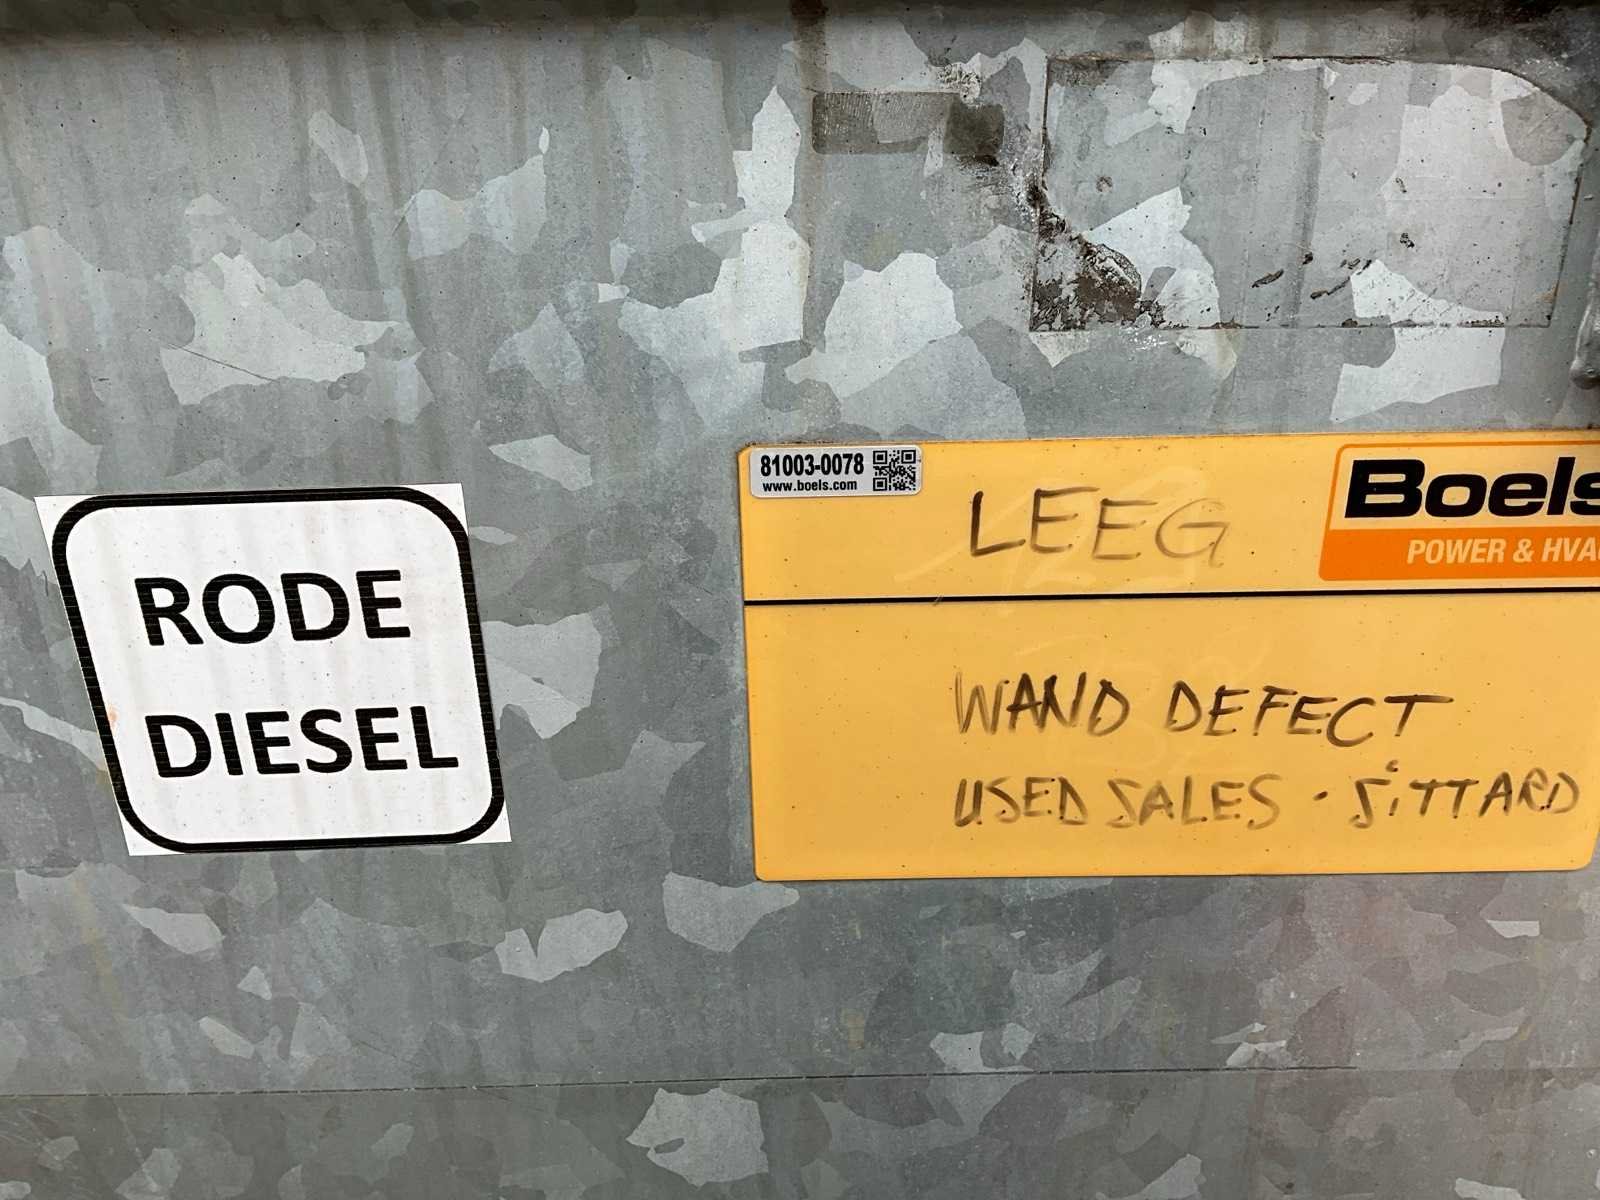 RODE
DIESEL
81003-0078
www.boels.com
LEEG
Boels
POWER & HVA
WAND DEFECT
USED SALES · SiTTARD